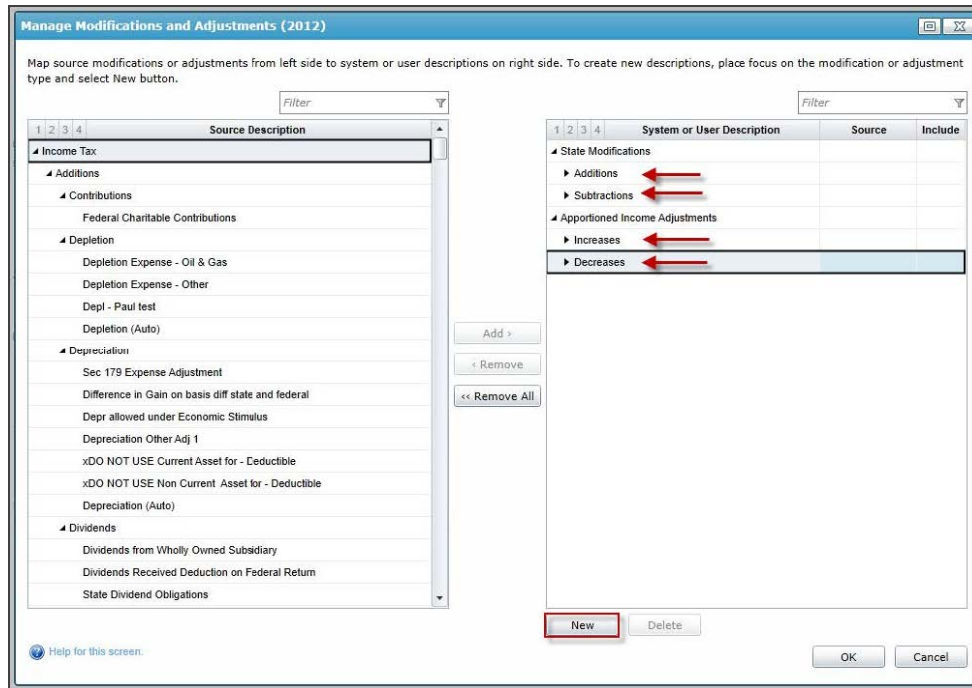 Manage Modifications and Adjustments (2012)
Map source modifications or adjustments from left side to system or user descriptions on right side. To create new descriptions, place focus on the modification or adjustment
type and select New button.
Filter
Filter
1 2 3 4 Source Description
1 2 3 4 System or User Description Source Include
Income Tax
Additions
Contributions
Federal Charitable Contributions
Depletion
Depletion Expense - Oil & Gas
Depletion Expense - Other
Depl - Paul test
Depletion (Auto)
Depreciation
Sec 179 Expense Adjustment
Difference in Gain on basis diff state and federal
Depr allowed under Economic Stimulus
Depreciation Other Adj 1
xDO NOT USE Current Asset for - Deductible
xDO NOT USE Non Current Asset for - Deductible
Depreciation (Auto)
Dividends
Dividends from Wholly Owned Subsidiary
Dividends Received Deduction on Federal Return
State Dividend Obligations
Add >
< Remove
<< Remove All
State Modifications
Additions
Subtractions
Apportioned Income Adjustments
Increases
Decreases
New Delete
Help for this screen.
OK Cancel